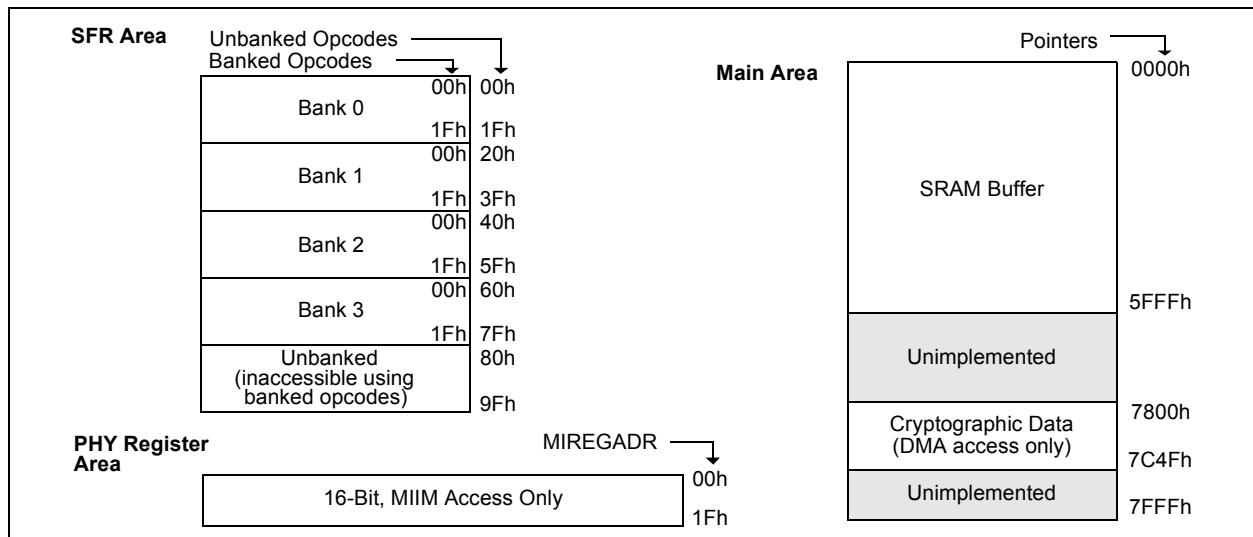 SFR Area
Unbanked Opcodes
Banked Opcodes
00h 00h
Bank 0
1Fh 1Fh
00h 20h
Bank 1
1Fh 3Fh
00h 40h
Bank 2
1Fh 5Fh
00h 60h
Bank 3
1Fh 7Fh
Unbanked 80h
(inaccessible using
banked opcodes) 9Fh
PHY Register
Area
MIREGADR
00h
16-Bit, MIIM Access Only
1Fh
Pointers
Main Area
0000h
SRAM Buffer
5FFFh
Unimplemented
7800h
Cryptographic Data
(DMA access only)
7C4Fh
Unimplemented
7FFFh